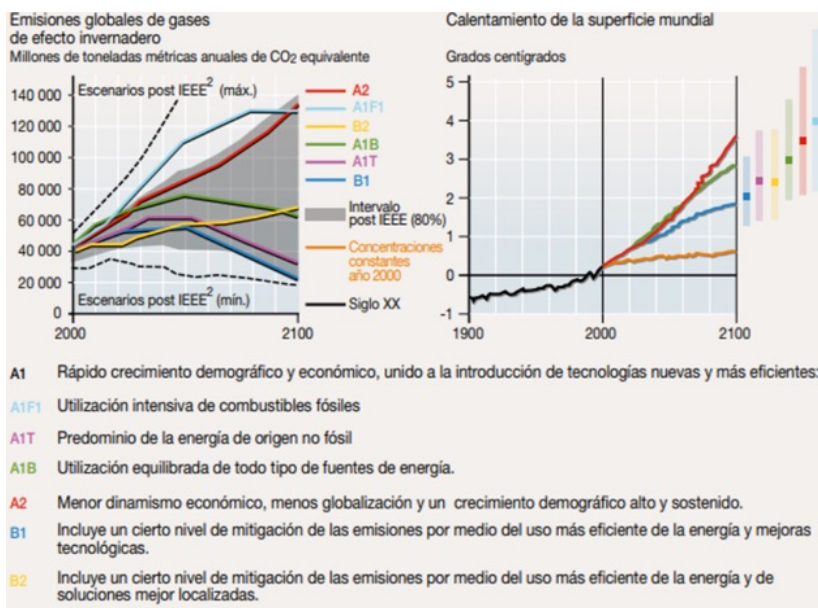 Emisiones globales de gases
de efecto invernadero
Millones de toneladas métricas anuales de CO2 equivalente
140 000
120 000
100 000
80 000
60 000
40 000
20 000
0
2000
2100
Escenarios post IEEE2 (máx.)
Escenarios post IEEE2 (mín.)
A2
A1F1
B2
A1B
A1T
B1
Intervalo
post IEEE (80%)
Concentraciones
constantes
año 2000
Siglo XX
Calentamiento de la superficie mundial
Grados centígrados
5
4
3
2
1
0
-1
1900
2000
2100
A1 Rápido crecimiento demográfico y económico, unido a la introducción de tecnologías nuevas y más eficientes:
A1F1 Utilización intensiva de combustibles fósiles
A1T Predominio de la energía de origen no fósil
A1B Utilización equilibrada de todo tipo de fuentes de energía.
A2 Menor dinamismo económico, menos globalización y un crecimiento demográfico alto y sostenido.
B1 Incluye un cierto nivel de mitigación de las emisiones por medio del uso más eficiente de la energía y mejoras
tecnológicas.
B2 Incluye un cierto nivel de mitigación de las emisiones por medio del uso más eficiente de la energía y de
soluciones mejor localizadas.